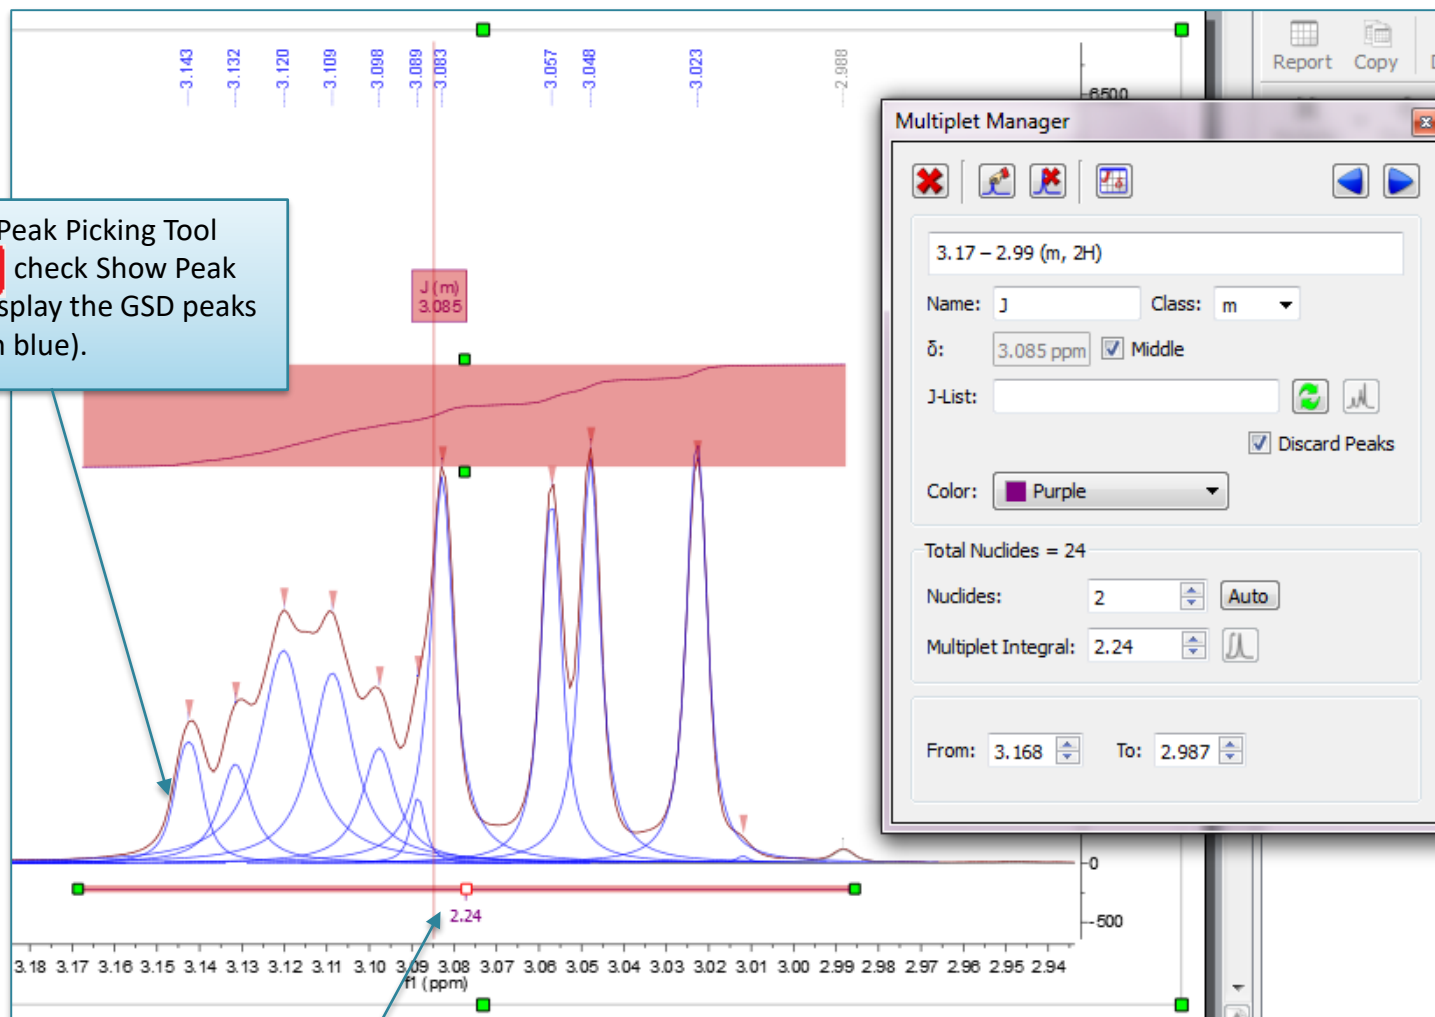 3.143
3.132
3.120
3.109
3.098
3.089
3.083
3.057
3.048
3.023
2.988
Report Copy
6500
Multiplet Manager
Peak Picking Tool
check Show Peak
splay the GSD peaks
n blue).
3.17 – 2.99 (m, 2H)
Name: J Class: m
δ: 3.085 ppm Middle
J-List:
Discard Peaks
Color: Purple
Total Nuclides = 24
Nuclides: 2 Auto
Multiplet Integral: 2.24
From: 3.168 To: 2.987
J (m)
3.085
0
-500
2.24
3.18 3.17 3.16 3.15 3.14 3.13 3.12 3.11 3.10 3.09 3.08 3.07 3.06 3.05 3.04 3.03 3.02 3.01 3.00 2.99 2.98 2.97 2.96 2.95 2.94
f1 (ppm)